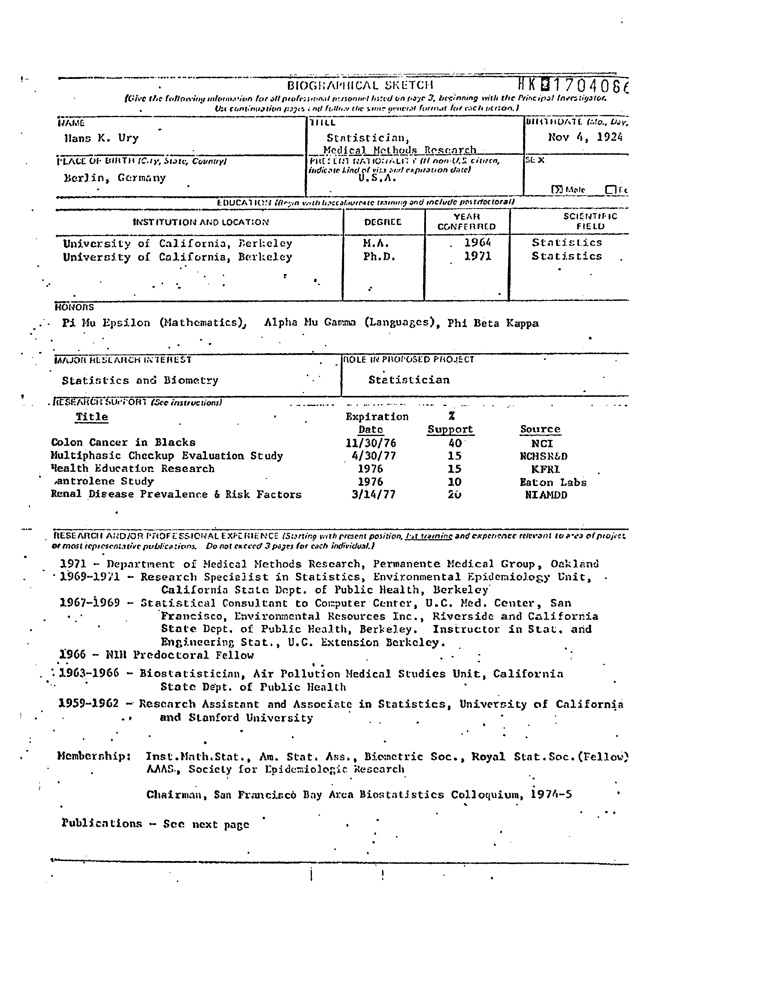 BIOGRAPHICAL SKETCH
(Give the following information for all professional personnel listed on page 3, beginning with the Principal Investigator.
Use continuation pages and follow the same general format for each person.)
NAME
Hans K. Ury
TITLE
Statistician,
Medical Methods Research
BIRTHDATE (Mo., Day,
Nov 4, 1924
PLACE OF BIRTH (City, State, Country)
Berlin, Germany
PRESENT NATIONALITY (If non-U.S. citizen,
indicate kind of visa and expiration date)
U.S.A.
SEX
Male
EDUCATION (Begin with baccalaureate training and include postdoctoral)
INSTITUTION AND LOCATION DEGREE YEAR CONFERRED SCIENTIFIC FIELD
University of California, Berkeley M.A. 1964 Statistics
University of California, Berkeley Ph.D. 1971 Statistics
HONORS
Pi Mu Epsilon (Mathematics), Alpha Mu Gamma (Languages), Phi Beta Kappa
MAJOR RESEARCH INTEREST
Statistics and Biometry
ROLE IN PROPOSED PROJECT
Statistician
RESEARCH SUPPORT (See instructions)
Title Expiration Date % Support Source
Colon Cancer in Blacks 11/30/76 40 NCI
Multiphasic Checkup Evaluation Study 4/30/77 15 NCHSR&D
Health Education Research 1976 15 KFRI
antrolene Study 1976 10 Eaton Labs
Renal Disease Prevalence & Risk Factors 3/14/77 20 NIAMDD
RESEARCH AND/OR PROFESSIONAL EXPERIENCE (Starting with present position, list training and experience relevant to area of project
or most representative publications. Do not exceed 3 pages for each individual.)
1971 - Department of Medical Methods Research, Permanente Medical Group, Oakland
1969-1971 - Research Specialist in Statistics, Environmental Epidemiology Unit,
California State Dept. of Public Health, Berkeley
1967-1969 - Statistical Consultant to Computer Center, U.C. Med. Center, San
Francisco, Environmental Resources Inc., Riverside and California
State Dept. of Public Health, Berkeley. Instructor in Stat. and
Engineering Stat., U.C. Extension Berkeley.
1966 - NIH Predoctoral Fellow
1963-1966 - Biostatistician, Air Pollution Medical Studies Unit, California
State Dept. of Public Health
1959-1962 - Research Assistant and Associate in Statistics, University of California
and Stanford University
Membership: Inst.Math.Stat., Am. Stat. Ass., Biometric Soc., Royal Stat.Soc.(Fellow)
AAAS., Society for Epidemiologic Research
Chairman, San Francisco Bay Area Biostatistics Colloquium, 1974-5
Publications - See next page